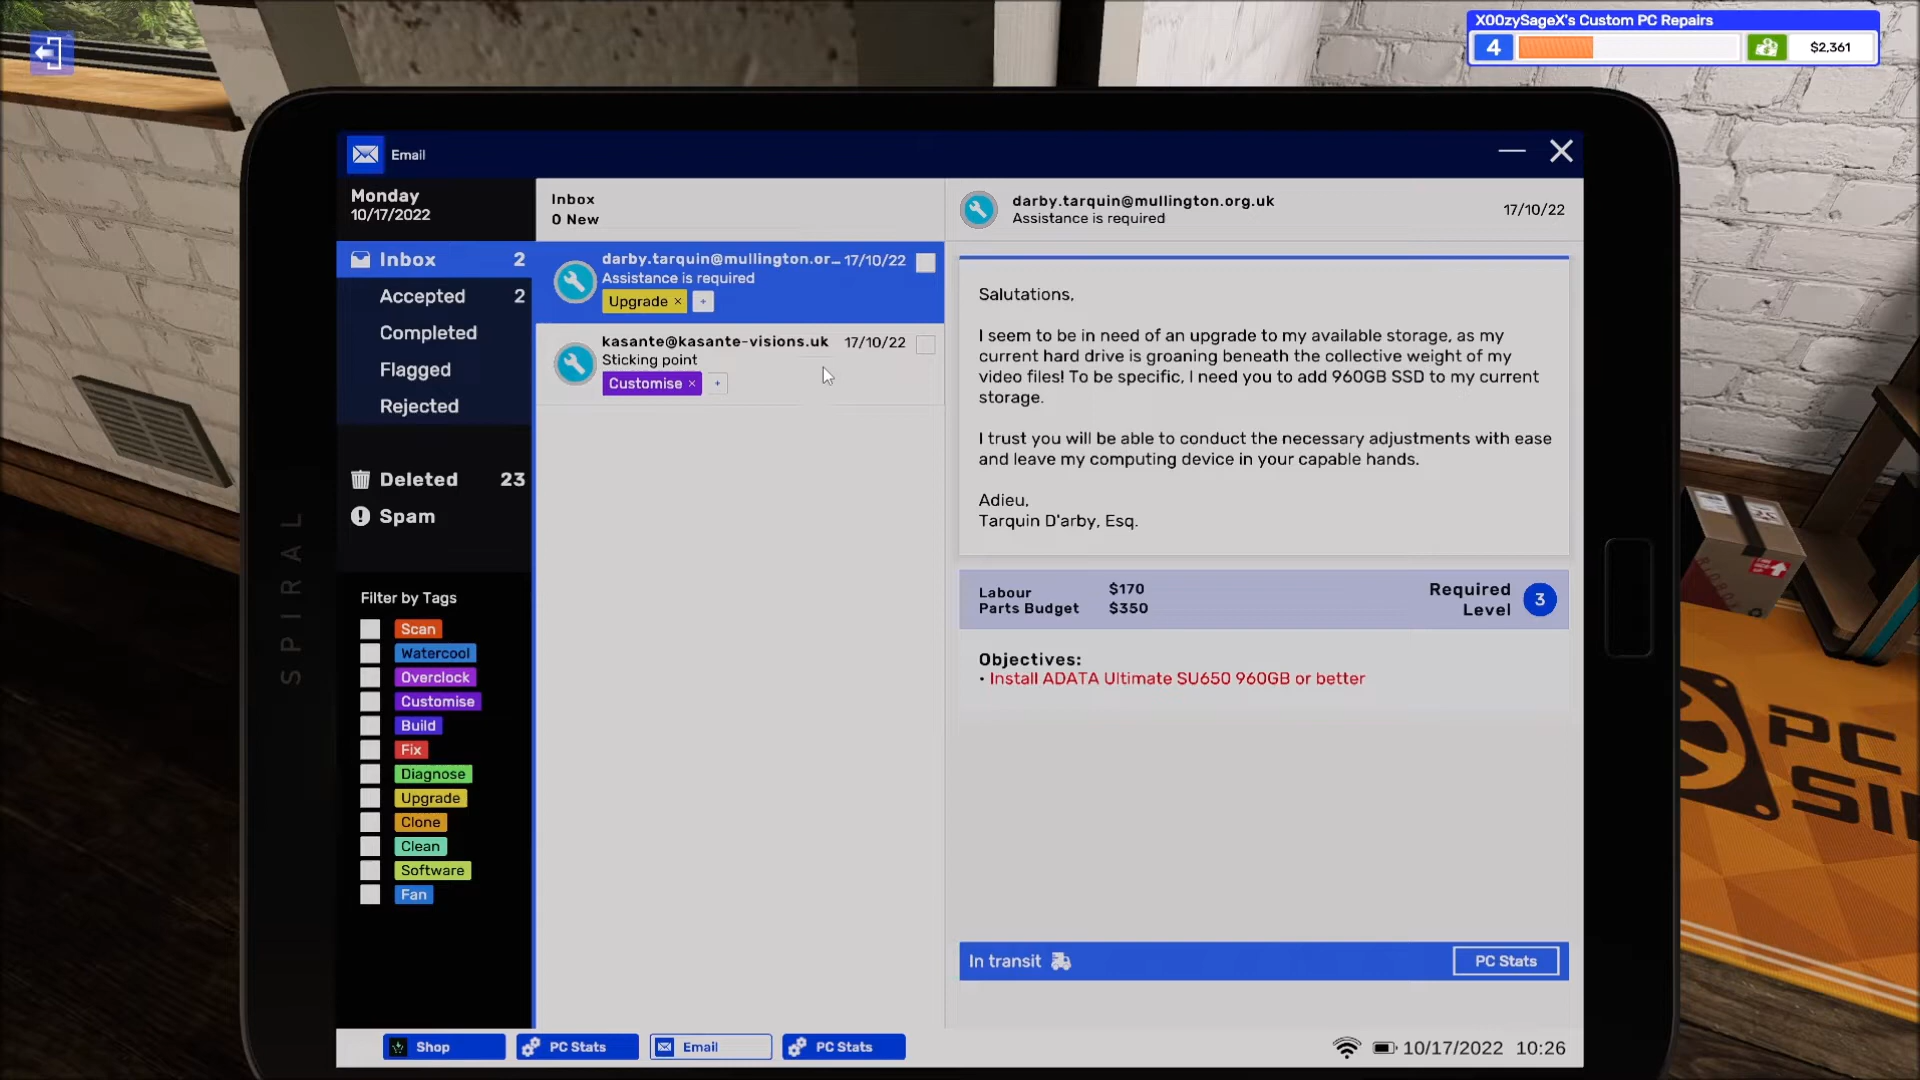 X00zySageX's Custom PC Repairs
4
$2,361
Email
Monday
10/17/2022
Inbox 2
Accepted 2
Completed
Flagged
Rejected
Deleted 23
Spam
Filter by Tags
Scan
Watercool
Overclock
Customise
Build
Fix
Diagnose
Upgrade
Clone
Clean
Software
Fan
Inbox
0 New
darby.tarquin@mullington.or… 17/10/22
Assistance is required
Upgrade × +
kasante@kasante-visions.uk 17/10/22
Sticking point
Customise × +
darby.tarquin@mullington.org.uk 17/10/22
Assistance is required
Salutations,
I seem to be in need of an upgrade to my available storage, as my
current hard drive is groaning beneath the collective weight of my
video files! To be specific, I need you to add 960GB SSD to my current
storage.
I trust you will be able to conduct the necessary adjustments with ease
and leave my computing device in your capable hands.
Adieu,
Tarquin D'arby, Esq.
Labour $170
Parts Budget $350
Required
Level 3
Objectives:
• Install ADATA Ultimate SU650 960GB or better
In transit
PC Stats
Shop
PC Stats
Email
PC Stats
10/17/2022 10:26
SPIRAL
PC
SI